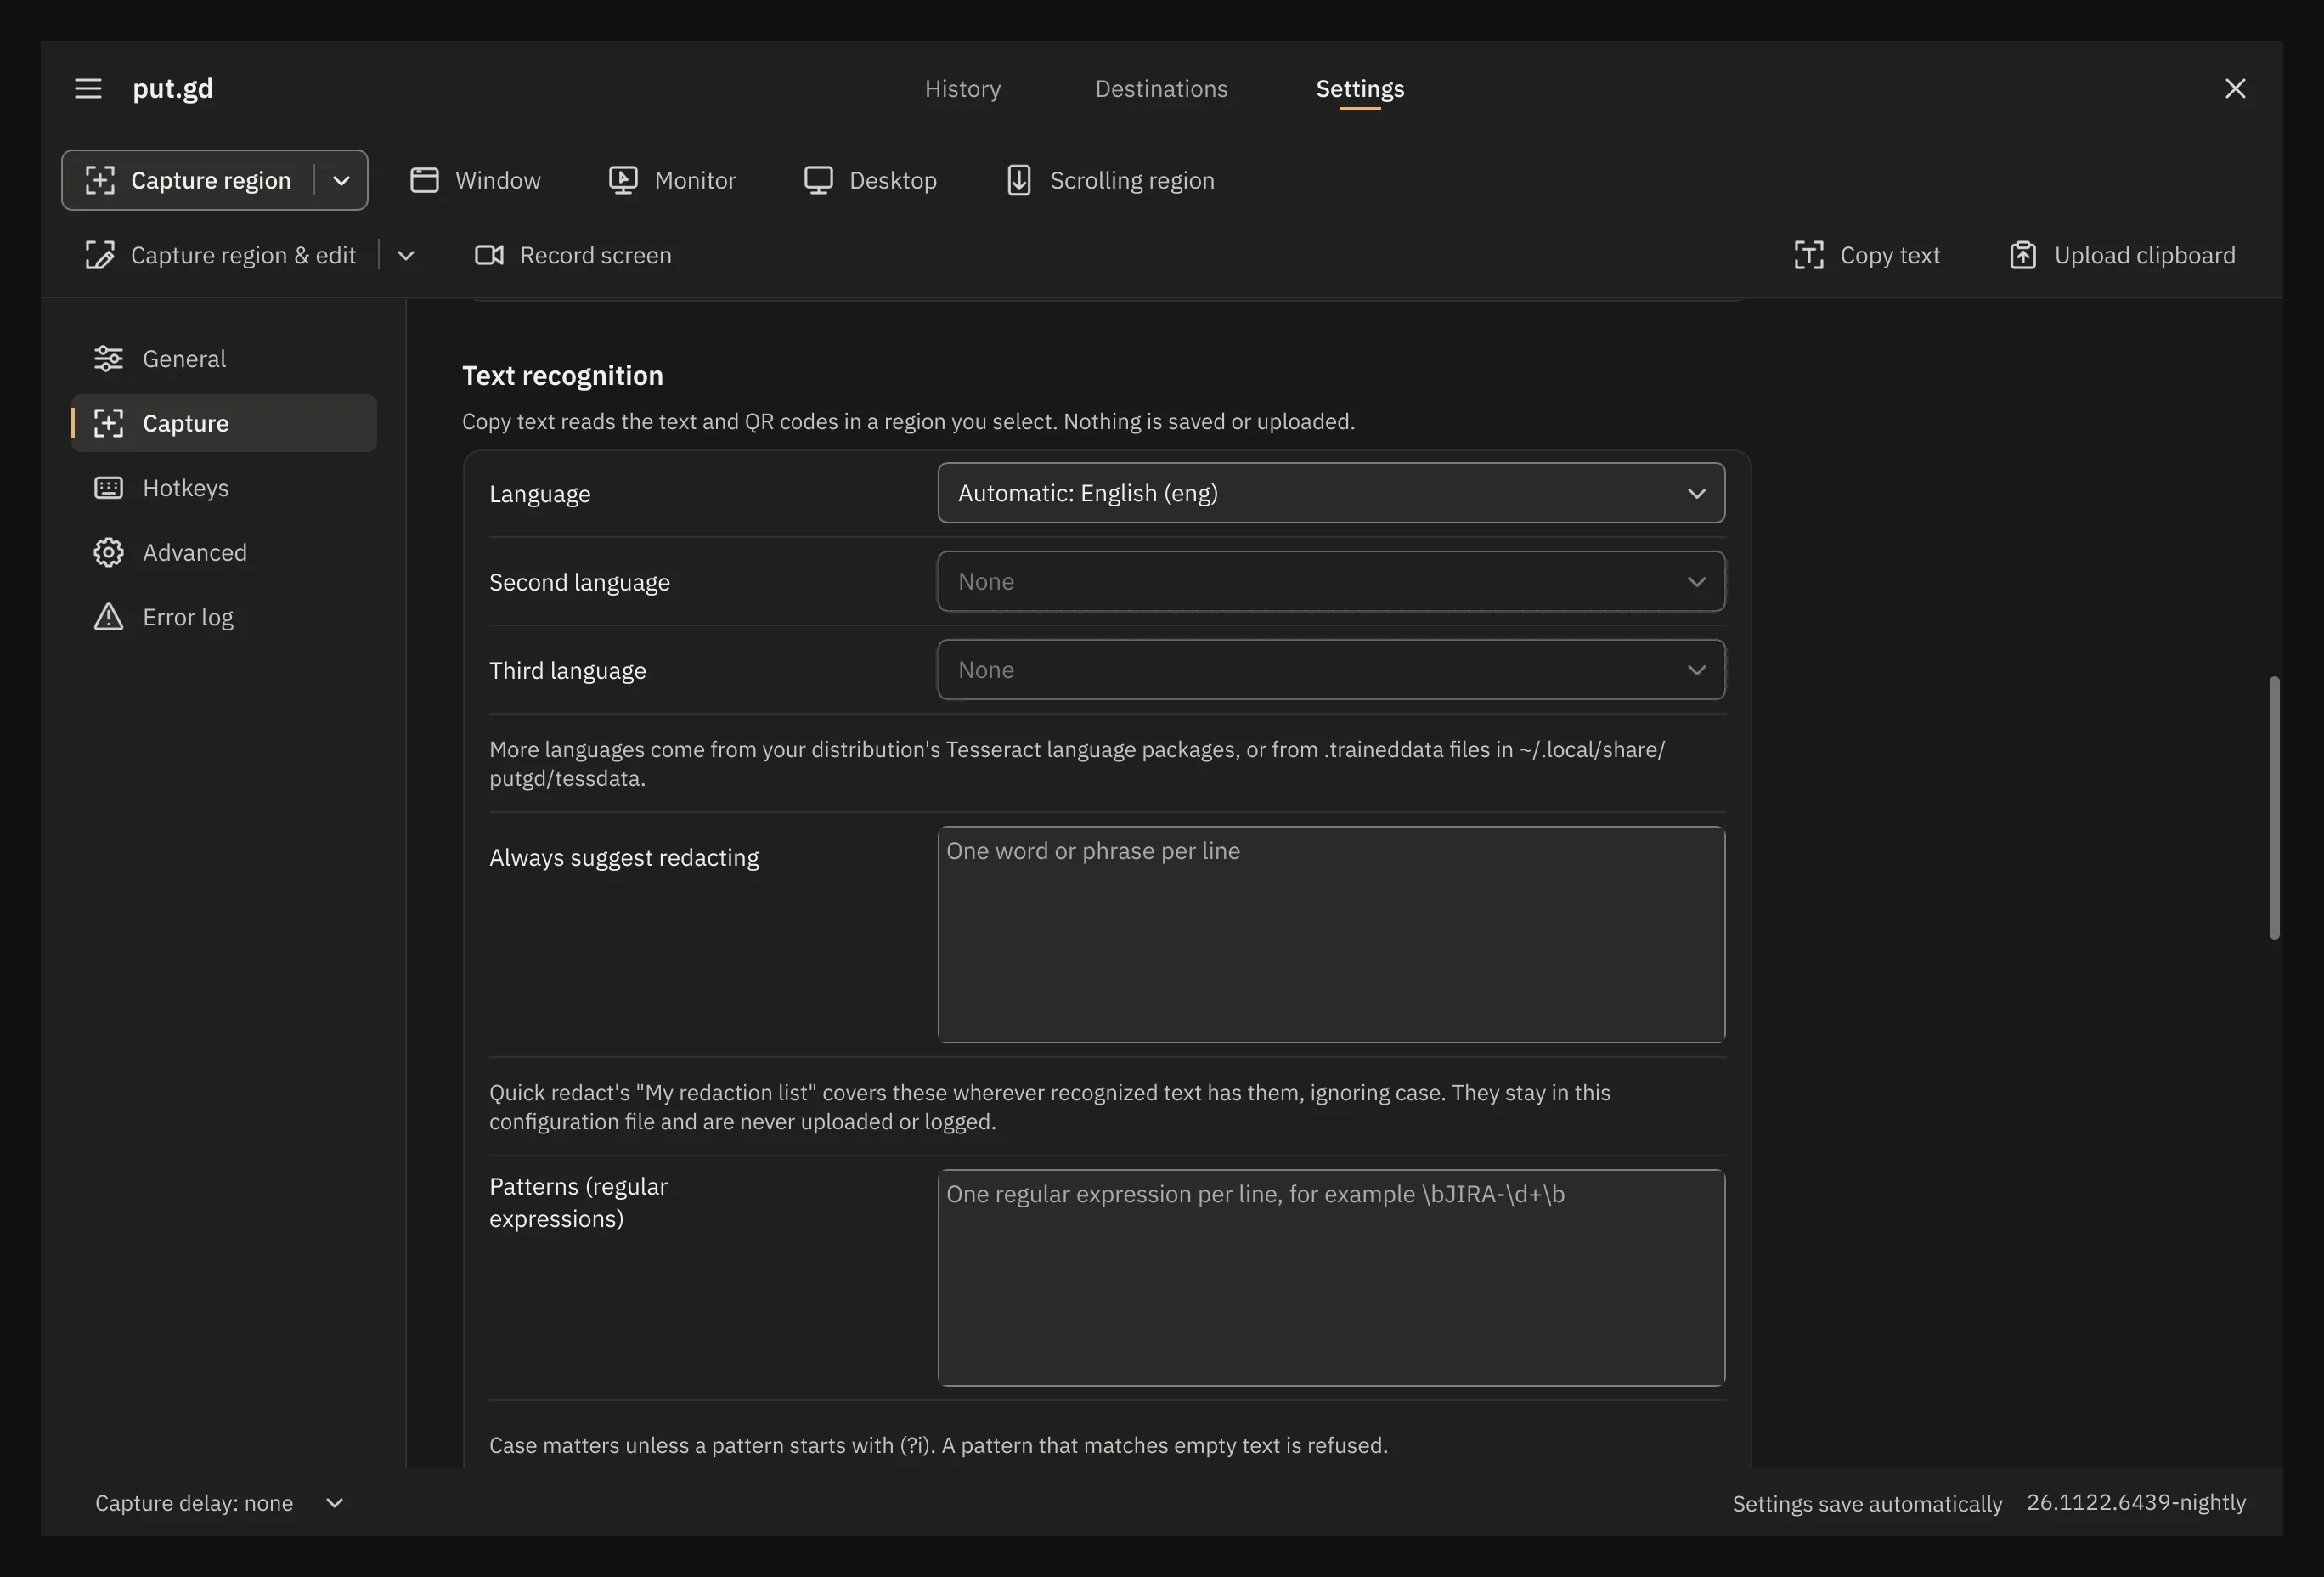 put.gd
History
Destinations
Settings
Capture region
Window
Monitor
Desktop
Scrolling region
Capture region & edit
Record screen
Copy text
Upload clipboard
General
Capture
Hotkeys
Advanced
Error log
Text recognition
Copy text reads the text and QR codes in a region you select. Nothing is saved or uploaded.
Language
Automatic: English (eng)
Second language
None
Third language
None
More languages come from your distribution's Tesseract language packages, or from .traineddata files in ~/.local/share/
putgd/tessdata.
Always suggest redacting
One word or phrase per line
Quick redact's "My redaction list" covers these wherever recognized text has them, ignoring case. They stay in this
configuration file and are never uploaded or logged.
Patterns (regular
expressions)
One regular expression per line, for example \bJIRA-\d+\b
Case matters unless a pattern starts with (?i). A pattern that matches empty text is refused.
Capture delay: none
Settings save automatically
26.1122.6439-nightly